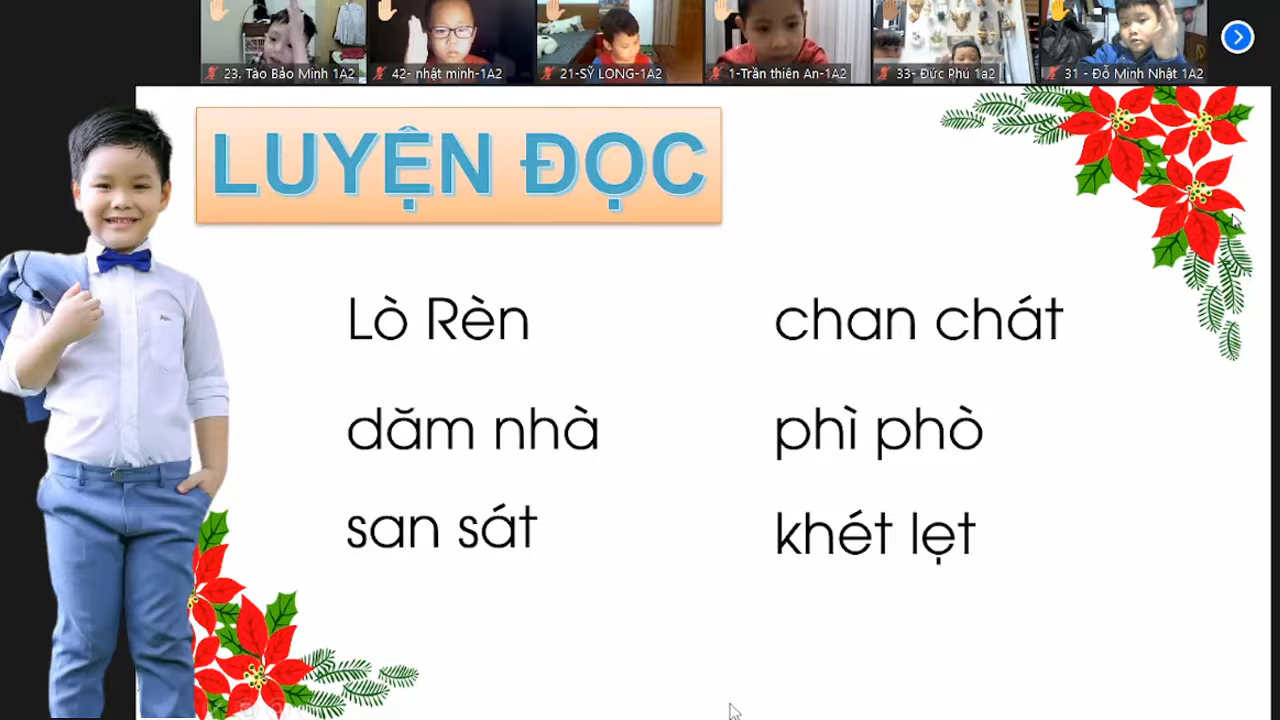 23. Tào Bảo Minh 1A2
42- nhật minh-1A2
21-SỸ LONG-1A2
1-Trần thiên An-1A2
33- Đức Phú 1a2
31 - Đỗ Minh Nhật 1A2
LUYỆN ĐỌC
Lò Rèn
chan chát
dăm nhà
phì phò
san sát
khét lẹt